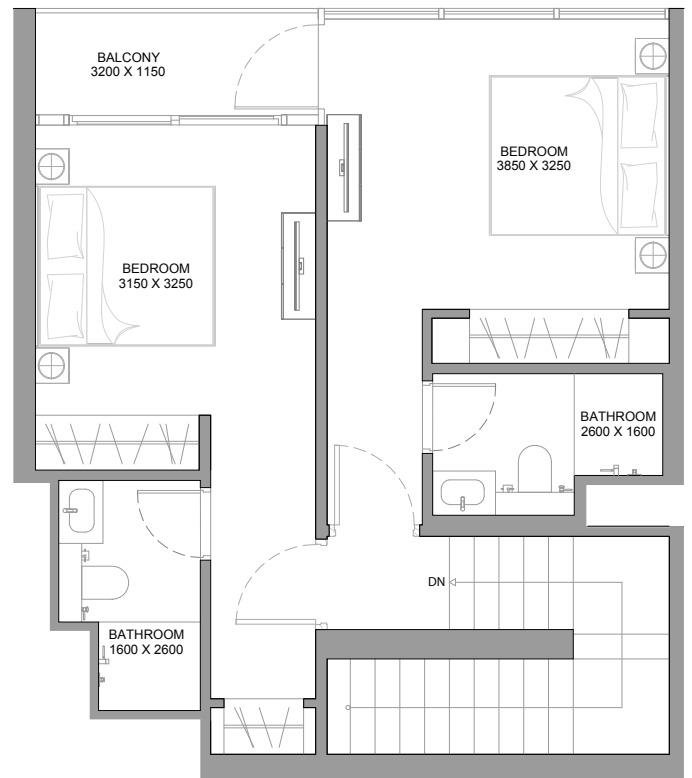 BALCONY
3200 X 1150
BEDROOM
3850 X 3250
BEDROOM
3150 X 3250
BATHROOM
2600 X 1600
DN
BATHROOM
1600 X 2600